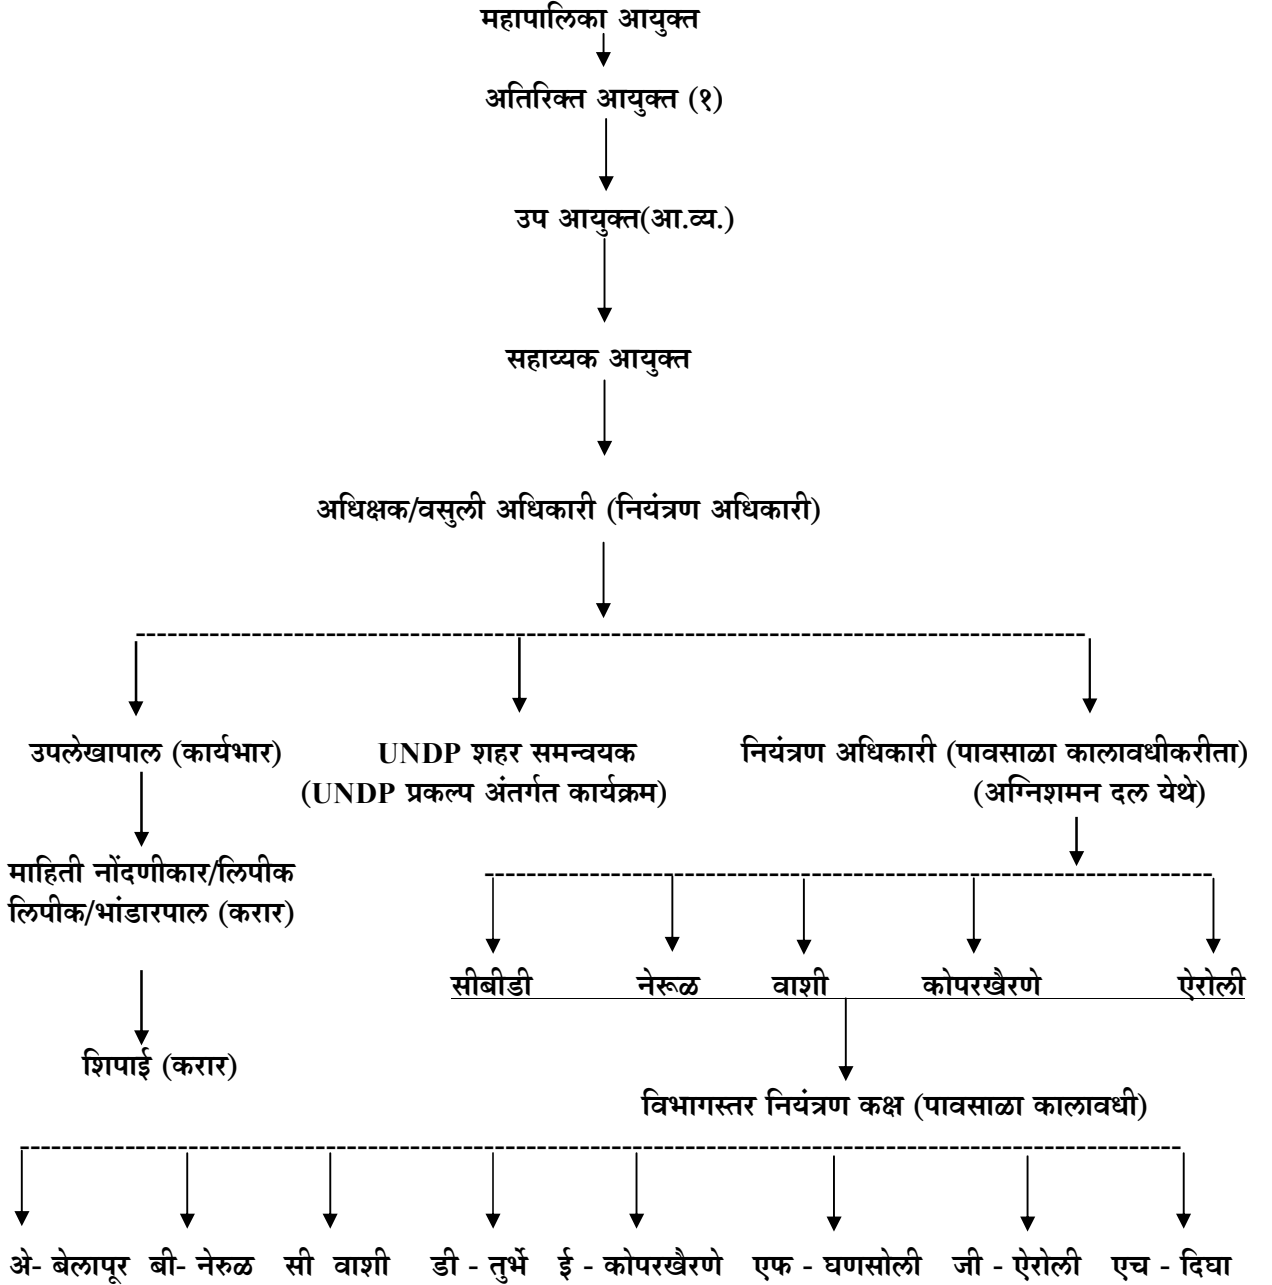 महापालिका आयुक्त
अतिरिक्त आयुक्त (१)
उप आयुक्त(आ.व्य.)
सहाय्यक आयुक्त
अधिक्षक/वसुली अधिकारी (नियंत्रण अधिकारी)
उपलेखापाल (कार्यभार)
UNDP शहर समन्वयक
(UNDP प्रकल्प अंतर्गत कार्यक्रम)
नियंत्रण अधिकारी (पावसाळा कालावधीकरीता)
(अग्निशमन दल येथे)
माहिती नोंदणीकार/लिपीक
लिपीक/भांडारपाल (करार)
सीबीडी नेरूळ वाशी कोपरखैरणे ऐरोली
शिपाई (करार)
विभागस्तर नियंत्रण कक्ष (पावसाळा कालावधी)
अे- बेलापूर बी- नेरुळ सी वाशी डी - तुर्भे ई - कोपरखैरणे एफ - घणसोली जी - ऐरोली एच - दिघा